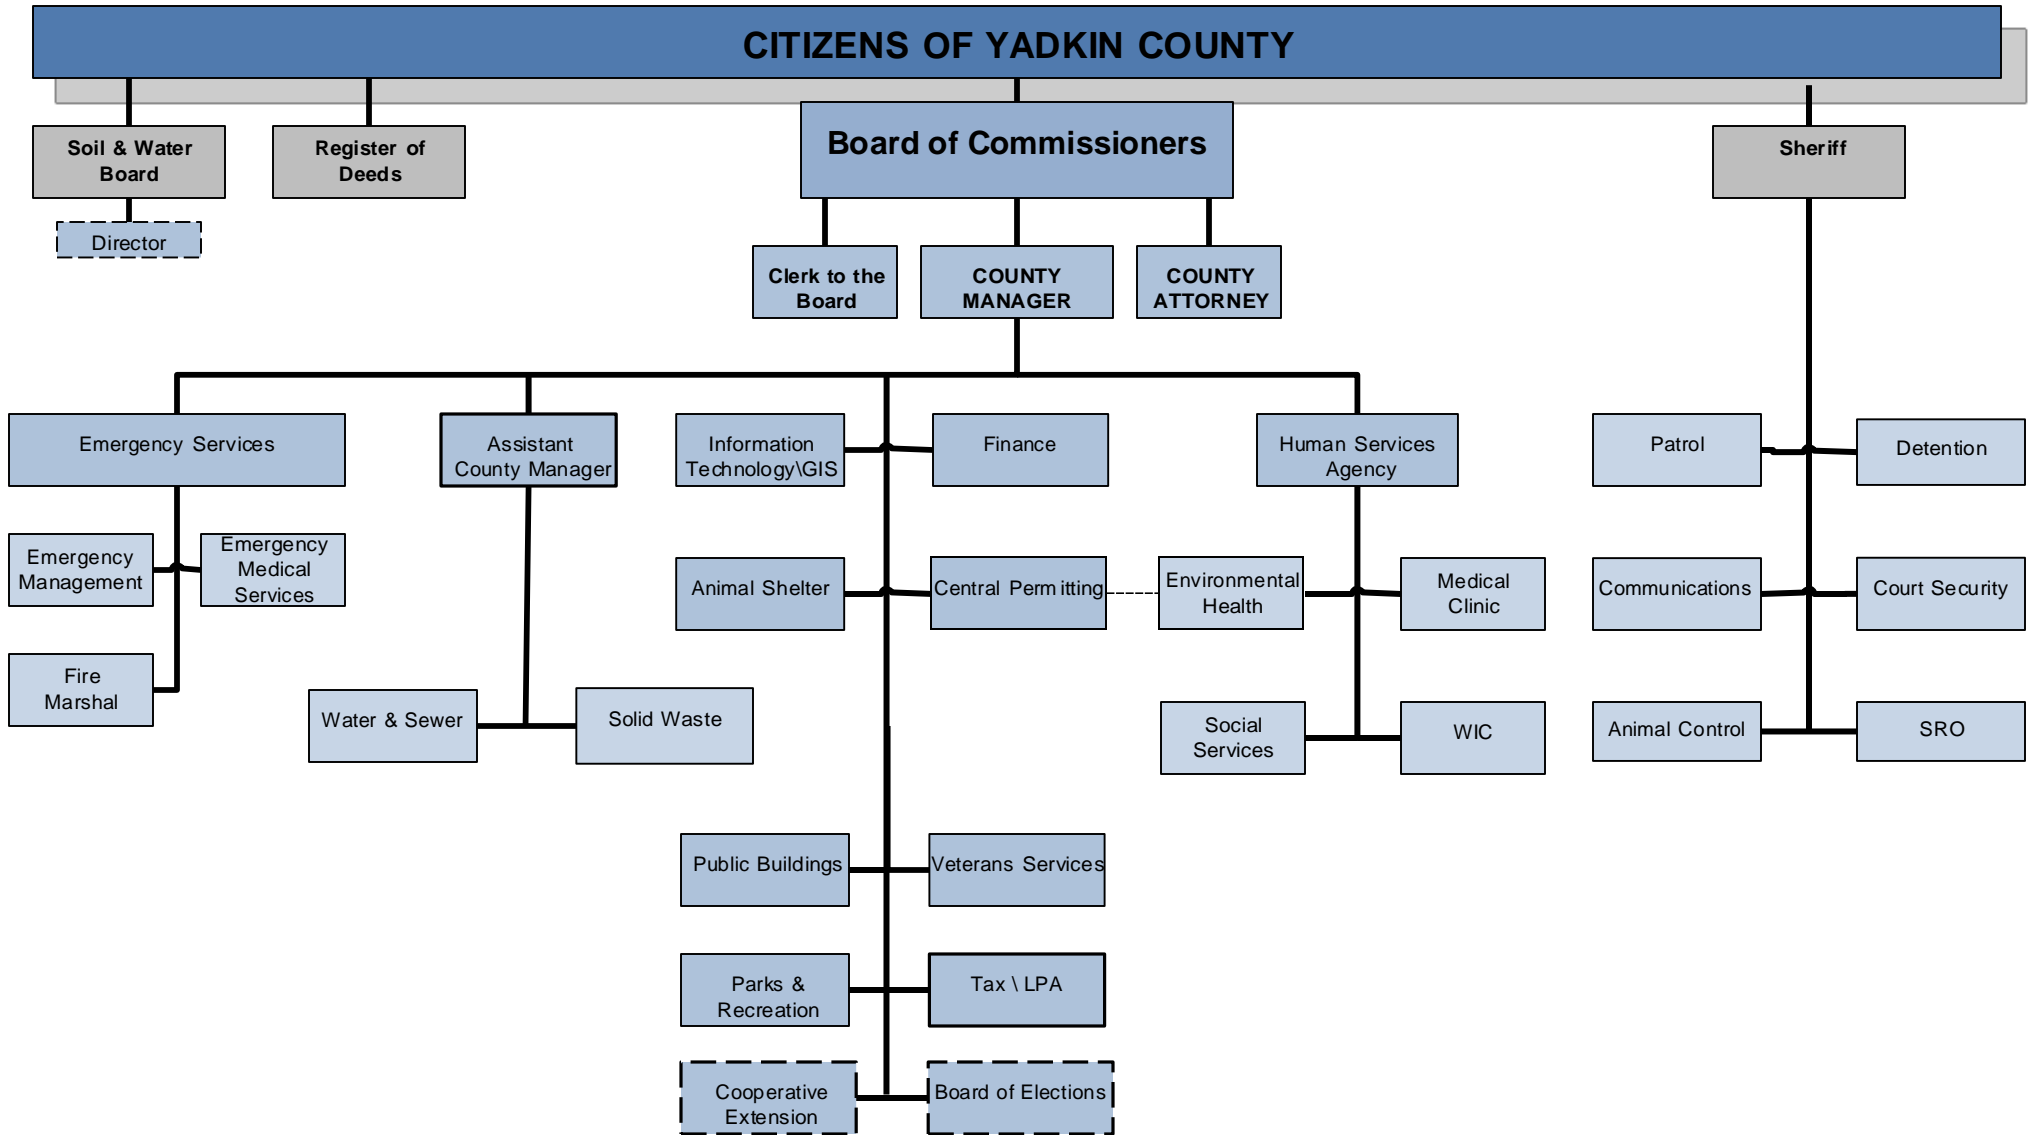 CITIZENS OF YADKIN COUNTY
Soil & Water
Board
Register of
Deeds
Board of Commissioners
Sheriff
Director
Clerk to the
Board
COUNTY
MANAGER
COUNTY
ATTORNEY
Emergency Services
Assistant
County Manager
Information
Technology\GIS
Finance
Human Services
Agency
Patrol
Detention
Emergency
Management
Emergency
Medical
Services
Animal Shelter
Central Permitting
Environmental
Health
Medical
Clinic
Communications
Court Security
Fire
Marshal
Water & Sewer
Solid Waste
Social
Services
WIC
Animal Control
SRO
Public Buildings
Veterans Services
Parks &
Recreation
Tax \ LPA
Cooperative
Extension
Board of Elections